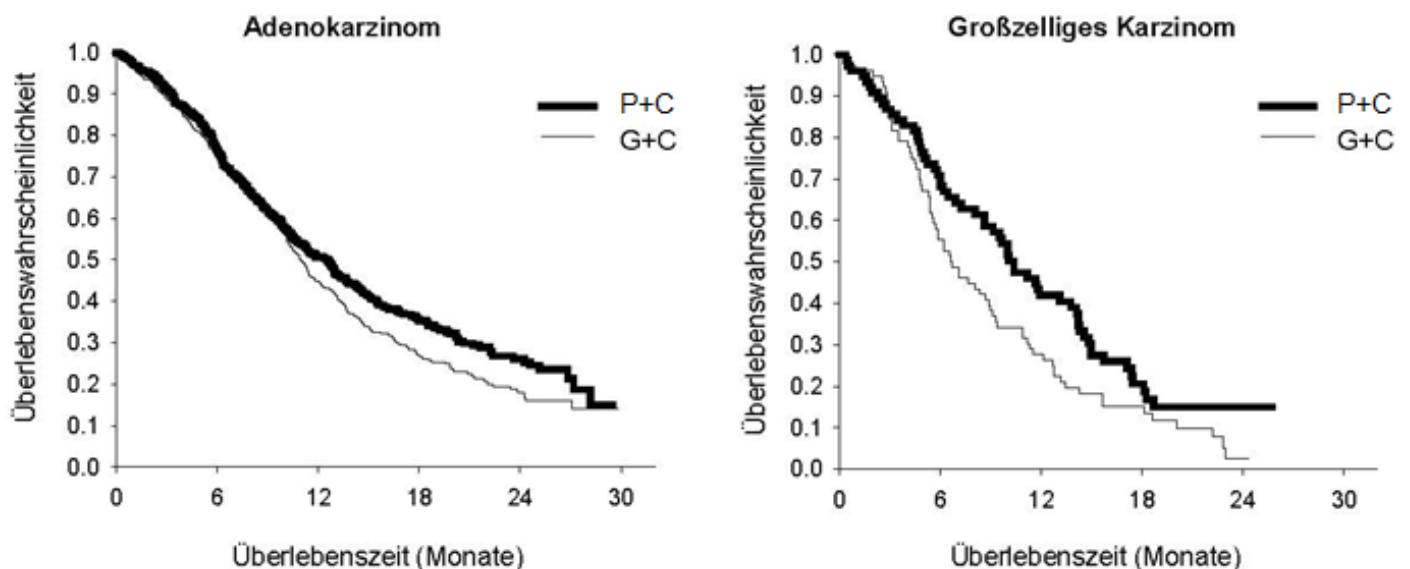 Adenokarzinom
Überlebenswahrscheinlichkeit
1.0
0.9
0.8
0.7
0.6
0.5
0.4
0.3
0.2
0.1
0.0
P+C
G+C
0 6 12 18 24 30
Überlebenszeit (Monate)
Großzelliges Karzinom
Überlebenswahrscheinlichkeit
1.0
0.9
0.8
0.7
0.6
0.5
0.4
0.3
0.2
0.1
0.0
P+C
G+C
0 6 12 18 24 30
Überlebenszeit (Monate)